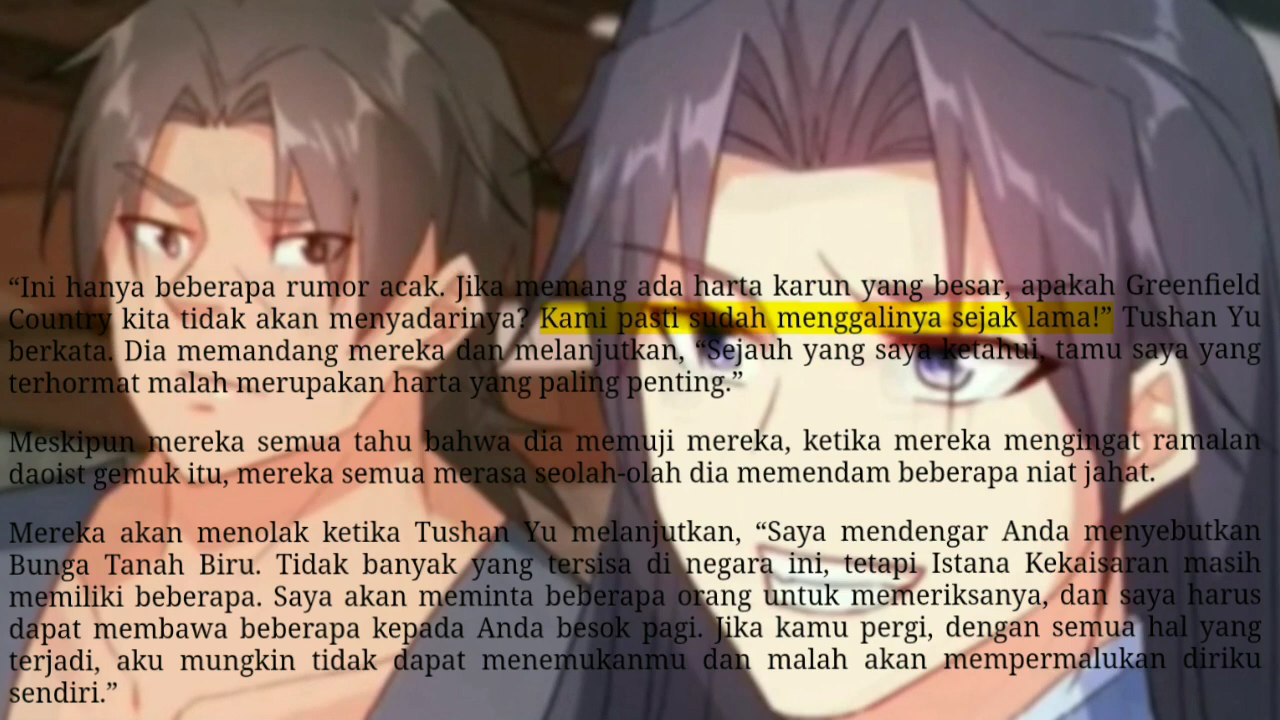 “Ini hanya beberapa rumor acak. Jika memang ada harta karun yang besar, apakah Greenfield
Country kita tidak akan menyadarinya? Kami pasti sudah menggalinya sejak lama!” Tushan Yu
berkata. Dia memandang mereka dan melanjutkan, “Sejauh yang saya ketahui, tamu saya yang
terhormat malah merupakan harta yang paling penting.”
Meskipun mereka semua tahu bahwa dia memuji mereka, ketika mereka mengingat ramalan
daoist gemuk itu, mereka semua merasa seolah-olah dia memendam beberapa niat jahat.
Mereka akan menolak ketika Tushan Yu melanjutkan, “Saya mendengar Anda menyebutkan
Bunga Tanah Biru. Tidak banyak yang tersisa di negara ini, tetapi Istana Kekaisaran masih
memiliki beberapa. Saya akan meminta beberapa orang untuk memeriksanya, dan saya harus
dapat membawa beberapa kepada Anda besok pagi. Jika kamu pergi, dengan semua hal yang
terjadi, aku mungkin tidak dapat menemukanmu dan malah akan mempermalukan diriku
sendiri.”